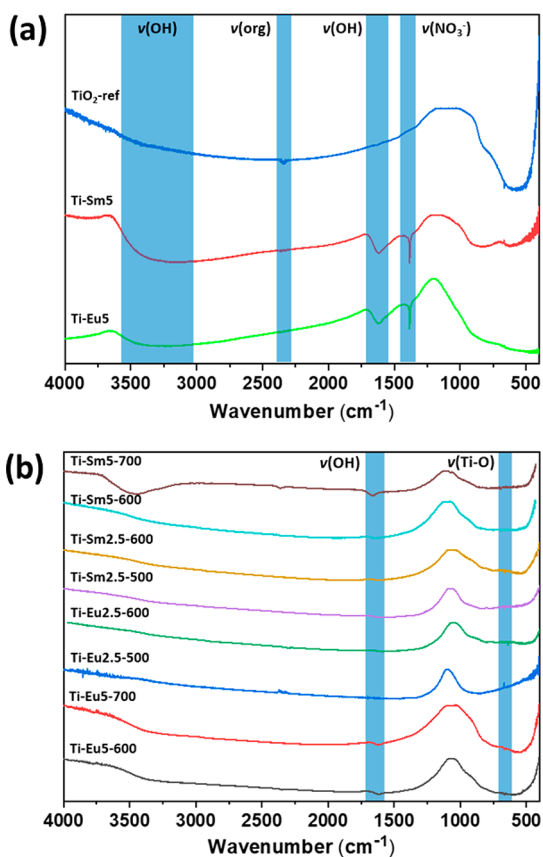 (a)
ν(OH) ν(org) ν(OH) ν(NO₃⁻)
TiO₂-ref
Ti-Sm5
Ti-Eu5
4000 3500 3000 2500 2000 1500 1000 500
Wavenumber (cm⁻¹)
(b)
Ti-Sm5-700 ν(OH) ν(Ti-O)
Ti-Sm5-600
Ti-Sm2.5-600
Ti-Sm2.5-500
Ti-Eu2.5-600
Ti-Eu2.5-500
Ti-Eu5-700
Ti-Eu5-600
4000 3500 3000 2500 2000 1500 1000 500
Wavenumber (cm⁻¹)